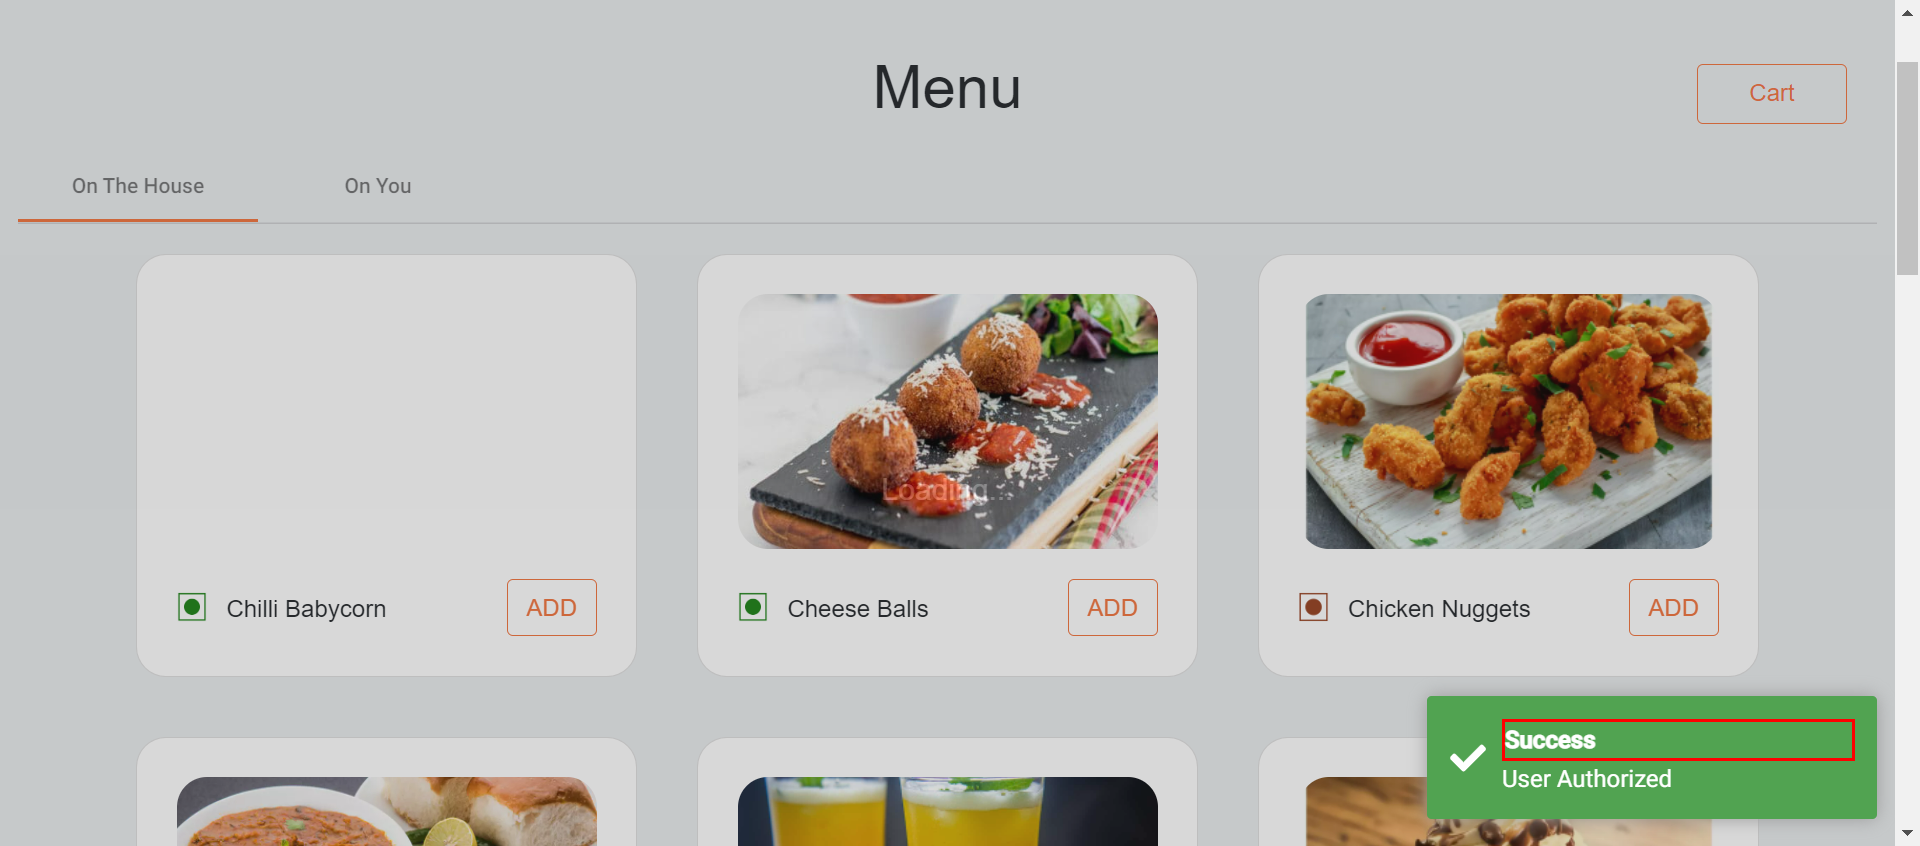 Menu
Cart
On The House
On You
Loading...
Chilli Babycorn
ADD
Cheese Balls
ADD
Chicken Nuggets
ADD
Success
User Authorized